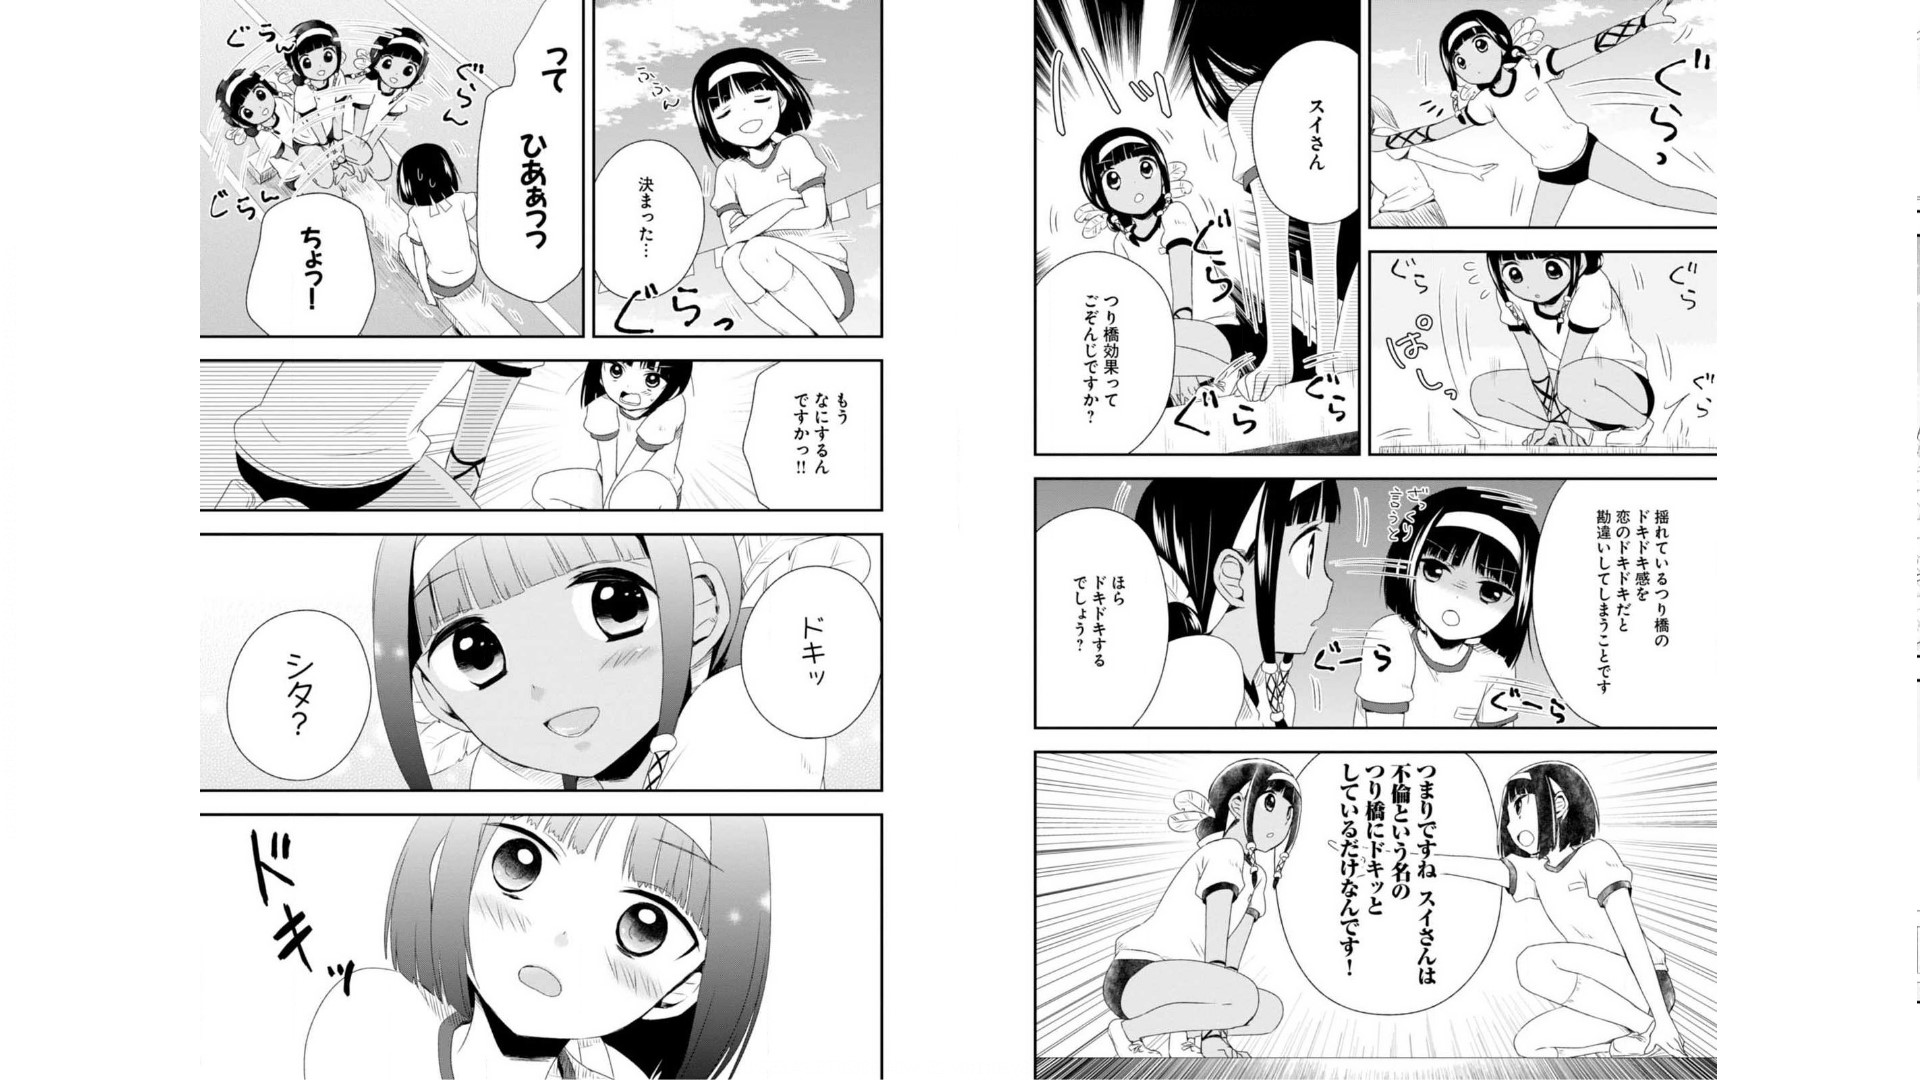 ぐらっ
ぐら
ぐら
ぱしっ
ぐら
スイさん
ぐら
つり橋効果って
ごぞんじですか?
ぐら
ぐら
揺れているつり橋の
ドキドキ感を
恋のドキドキだと
勘違いしてしまうことです
ざっくり
言うと
ぐーら
ぐーら
ほら
ドキドキする
でしょう?
つまりですね スイさんは
不倫という名の
つり橋にドキッと
しているだけなんです!
ふふん
決まった…
ぐらっ
って
ひああっつ
ぐらん
ぐらん
ぐらん
ちょっ!
もう
なにするん
ですかっ!!
ドキッ
シタ?
ドキッ